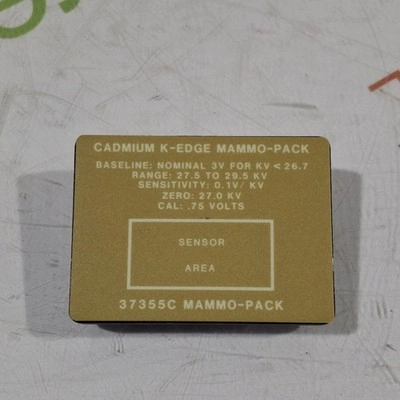 CADMIUM K-EDGE MAMMO-PACK
BASELINE: NOMINAL 3V FOR KV < 26.7
RANGE: 27.5 TO 29.5 KV
SENSITIVITY: 0.1V/ KV
ZERO: 27.0 KV
CAL: .75 VOLTS
SENSOR
AREA
37355C MAMMO-PACK